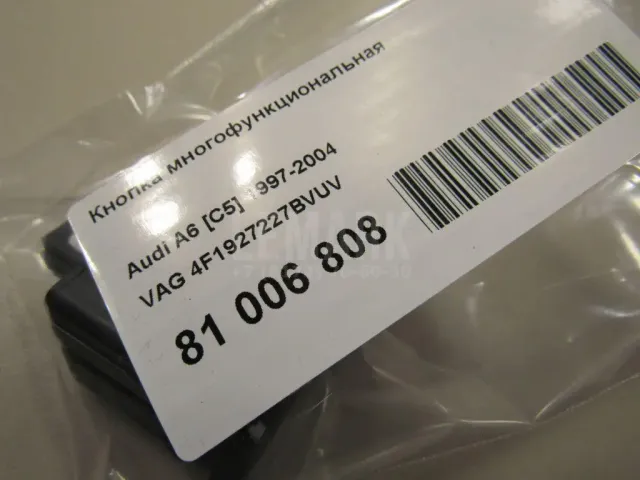 Кнопка многофункциональная
Audi A6 [C5] 1997-2004
VAG 4F1927227BVUV
81 006 808